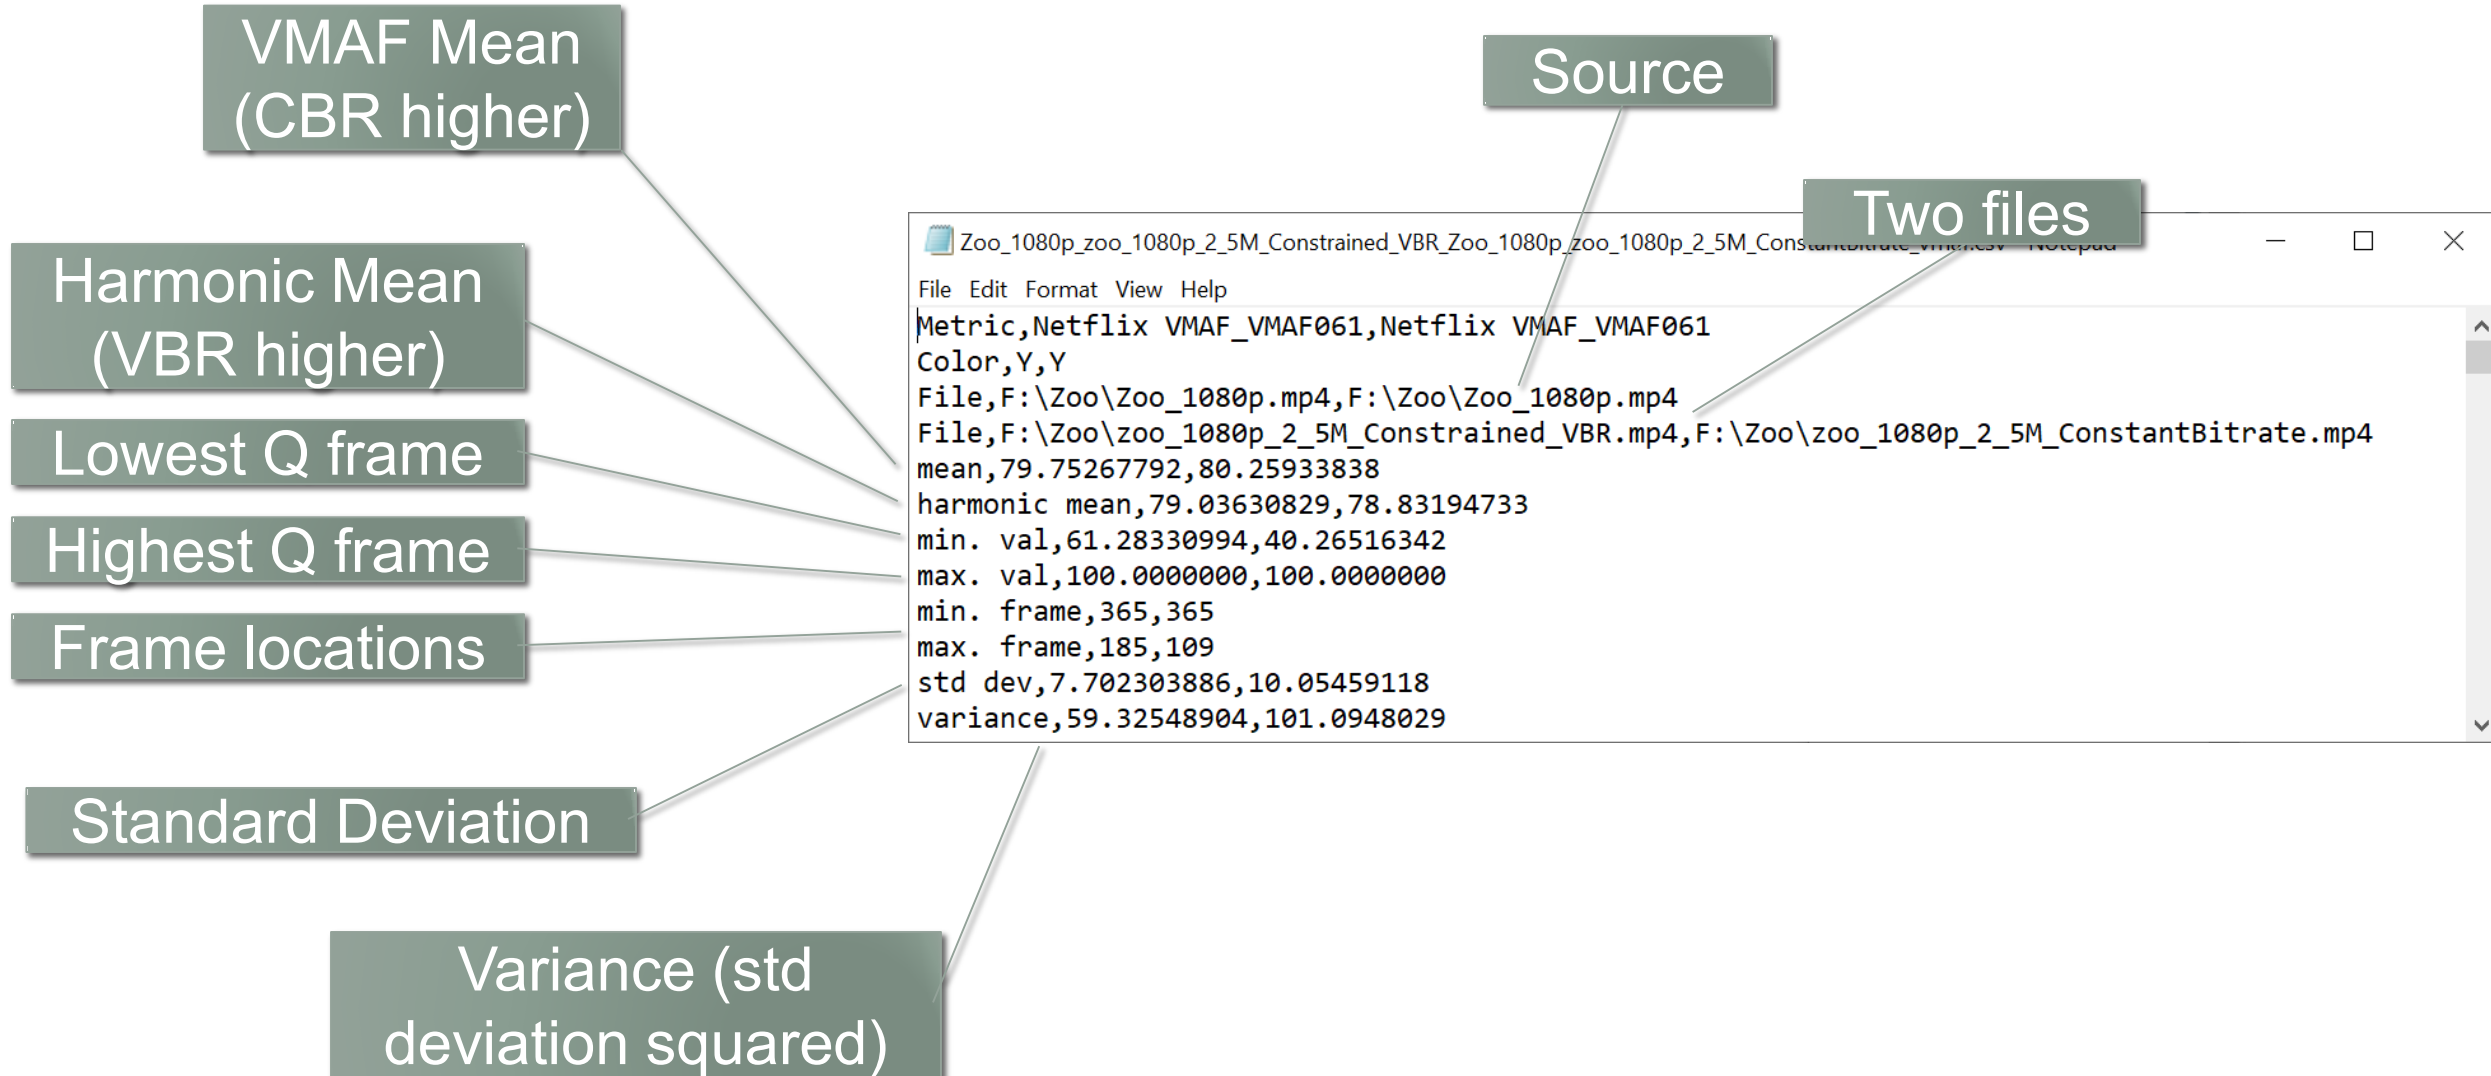 VMAF Mean
(CBR higher)
Source
Two files
Harmonic Mean
(VBR higher)
Lowest Q frame
Highest Q frame
Frame locations
Standard Deviation
Variance (std
deviation squared)
Zoo_1080p_zoo_1080p_2_5M_Constrained_VBR_Zoo_1080p_zoo_1080p_2_5M_ConstantBitrate_vmaf.csv - Notepad
File Edit Format View Help
Metric,Netflix VMAF_VMAF061,Netflix VMAF_VMAF061
Color,Y,Y
File,F:\Zoo\Zoo_1080p.mp4,F:\Zoo\Zoo_1080p.mp4
File,F:\Zoo\zoo_1080p_2_5M_Constrained_VBR.mp4,F:\Zoo\zoo_1080p_2_5M_ConstantBitrate.mp4
mean,79.75267792,80.25933838
harmonic mean,79.03630829,78.83194733
min. val,61.28330994,40.26516342
max. val,100.0000000,100.0000000
min. frame,365,365
max. frame,185,109
std dev,7.702303886,10.05459118
variance,59.32548904,101.0948029